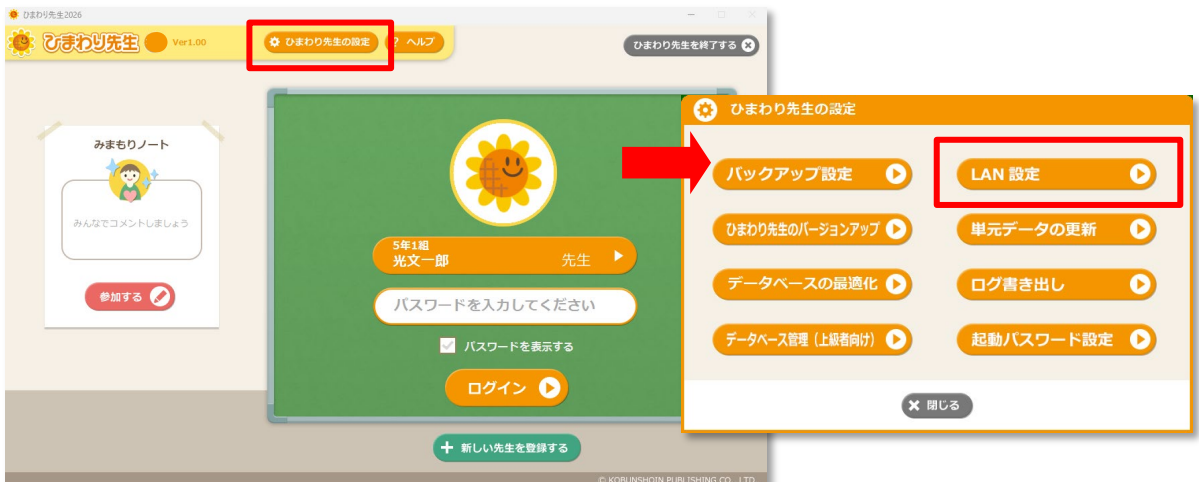 ひまわり先生2026
ひまわり先生 Ver1.00
ひまわり先生の設定
? ヘルプ
ひまわり先生を終了する
みまもりノート
みんなでコメントしましょう
参加する
5年1組
光文一郎 先生
パスワードを入力してください
パスワードを表示する
ログイン
新しい先生を登録する
© KOBUNSHOIN PUBLISHING CO., LTD.
ひまわり先生の設定
バックアップ設定
LAN 設定
ひまわり先生のバージョンアップ
単元データの更新
データベースの最適化
ログ書き出し
データベース管理（上級者向け）
起動パスワード設定
閉じる